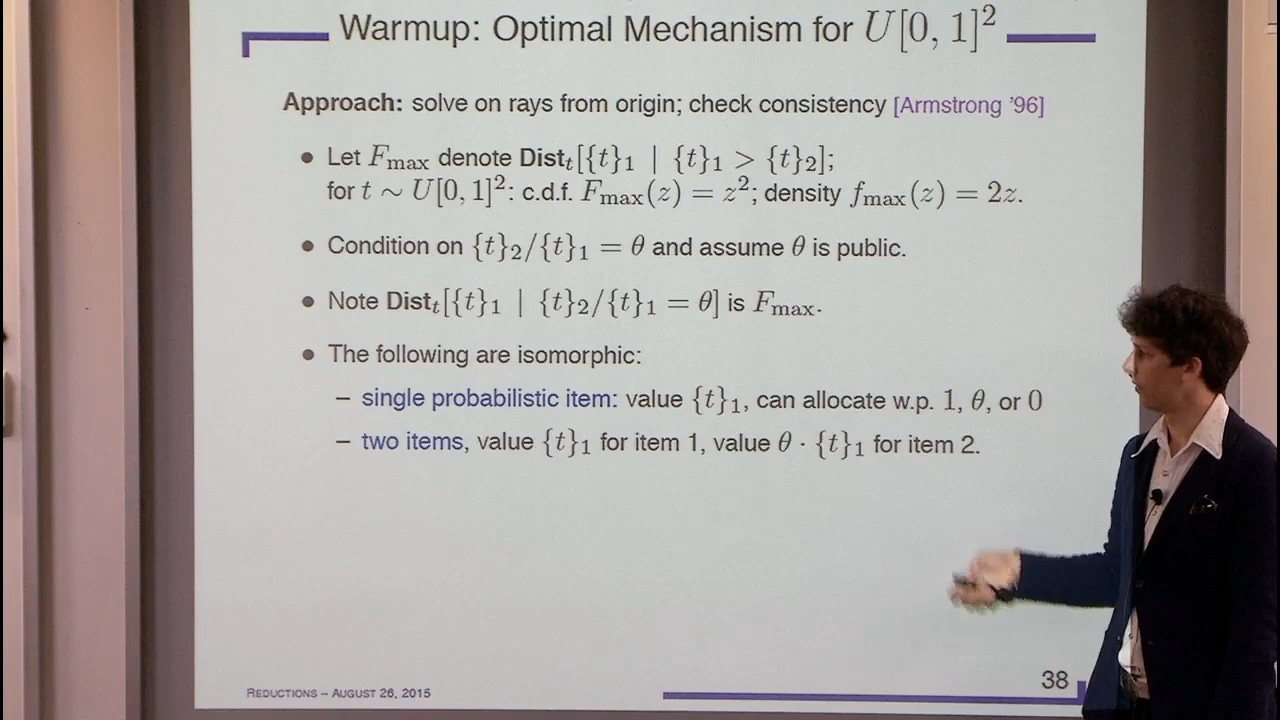 Warmup: Optimal Mechanism for U[0, 1]²
Approach: solve on rays from origin; check consistency [Armstrong '96]
• Let F_max denote Dist_t[{t}₁ | {t}₁ > {t}₂];
for t ∼ U[0, 1]²: c.d.f. F_max(z) = z²; density f_max(z) = 2z.
• Condition on {t}₂/{t}₁ = θ and assume θ is public.
• Note Dist_t[{t}₁ | {t}₂/{t}₁ = θ] is F_max.
• The following are isomorphic:
– single probabilistic item: value {t}₁, can allocate w.p. 1, θ, or 0
– two items, value {t}₁ for item 1, value θ · {t}₁ for item 2.
REDUCTIONS – AUGUST 26, 2015
38